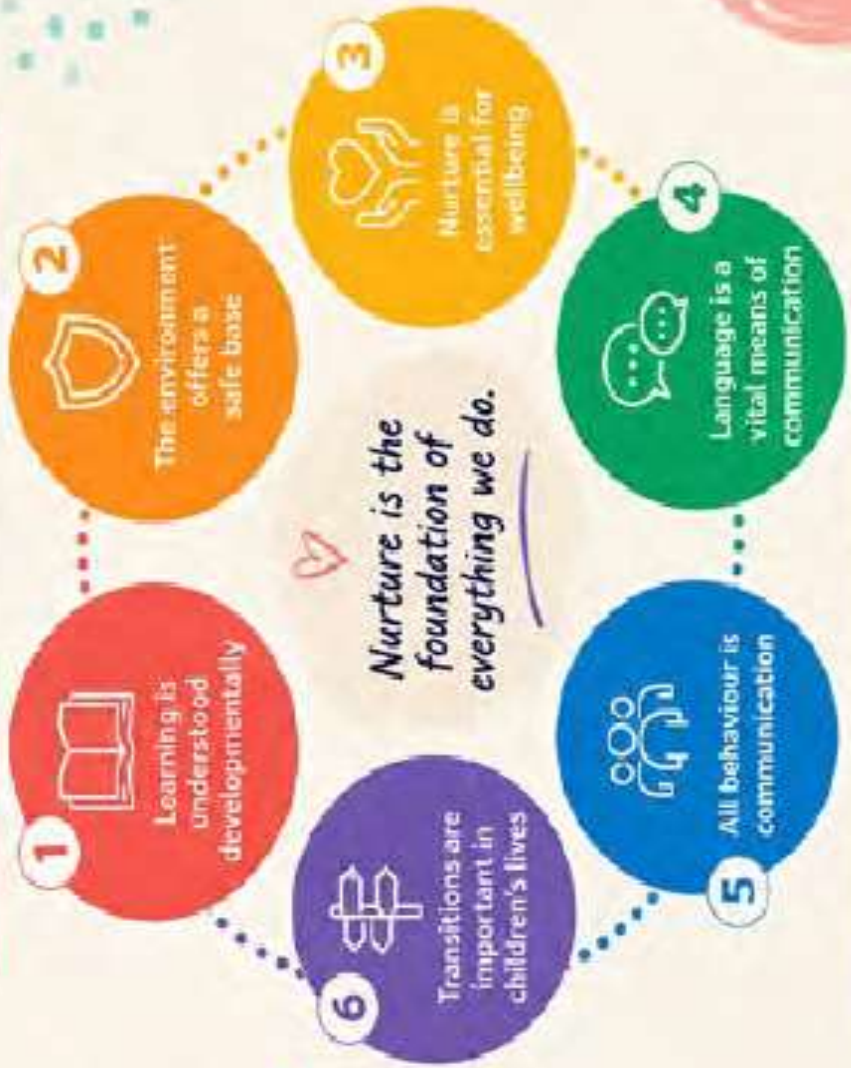 1
Learning is
understood
developmentally
2
The environment
offers a
safe base
3
Nurture is
essential for
wellbeing
4
Language is a
vital means of
communication
5
All behaviour is
communication
6
Transitions are
important in
children's lives
Nurture is the
foundation of
everything we do.